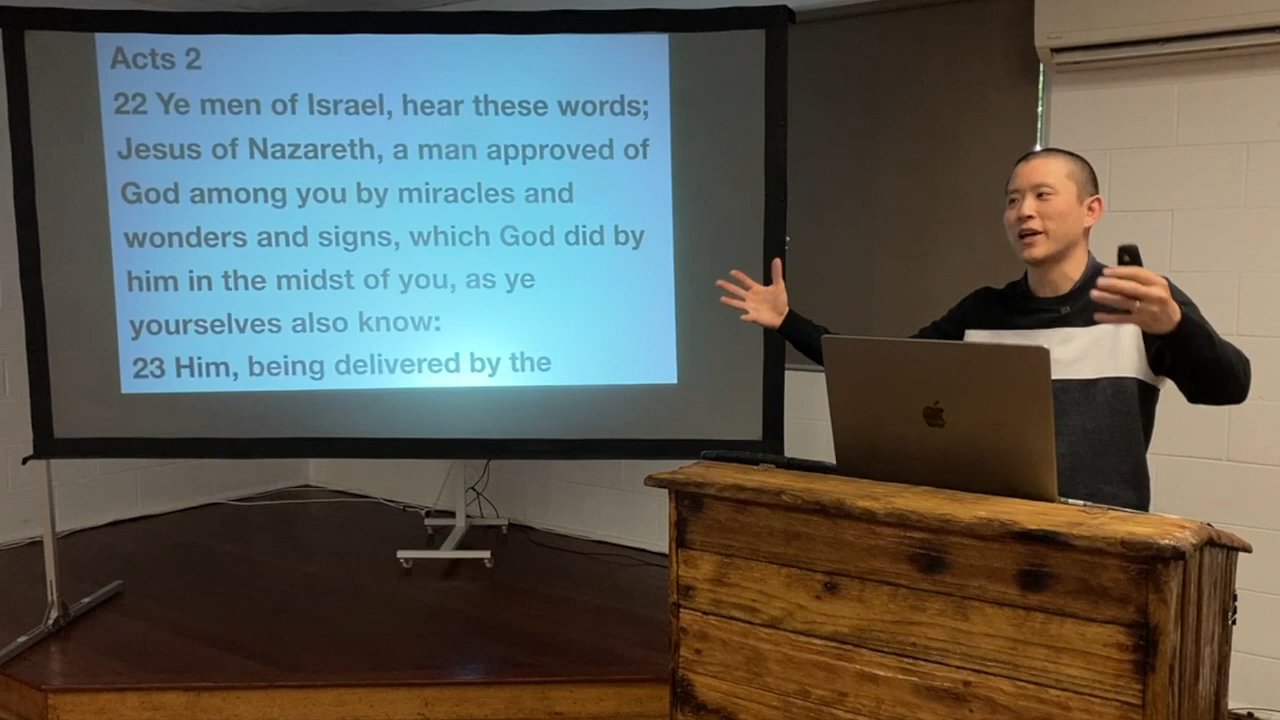 Acts 2
22 Ye men of Israel, hear these words;
Jesus of Nazareth, a man approved of
God among you by miracles and
wonders and signs, which God did by
him in the midst of you, as ye
yourselves also know:
23 Him, being delivered by the